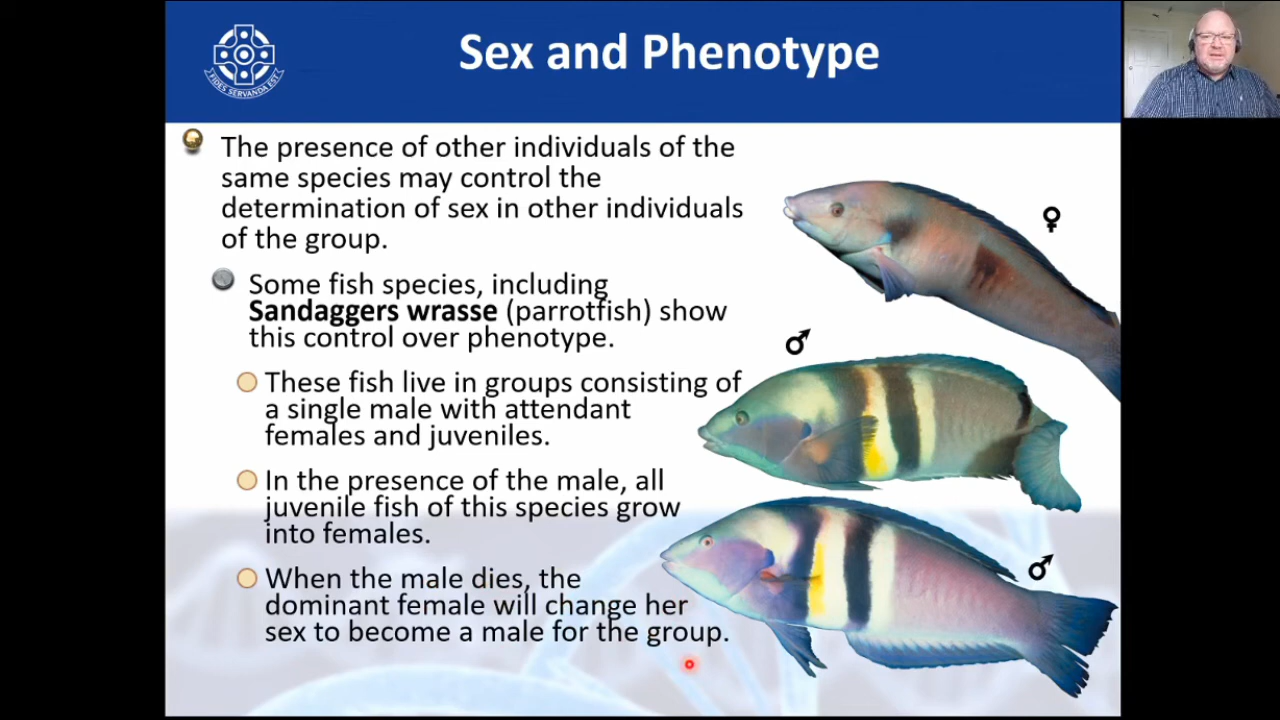 Sex and Phenotype
FIDES SERVANDA EST
The presence of other individuals of the
same species may control the
determination of sex in other individuals
of the group.
Some fish species, including
Sandaggers wrasse (parrotfish) show
this control over phenotype.
These fish live in groups consisting of
a single male with attendant
females and juveniles.
In the presence of the male, all
juvenile fish of this species grow
into females.
When the male dies, the
dominant female will change her
sex to become a male for the group.
♀
♂
♂